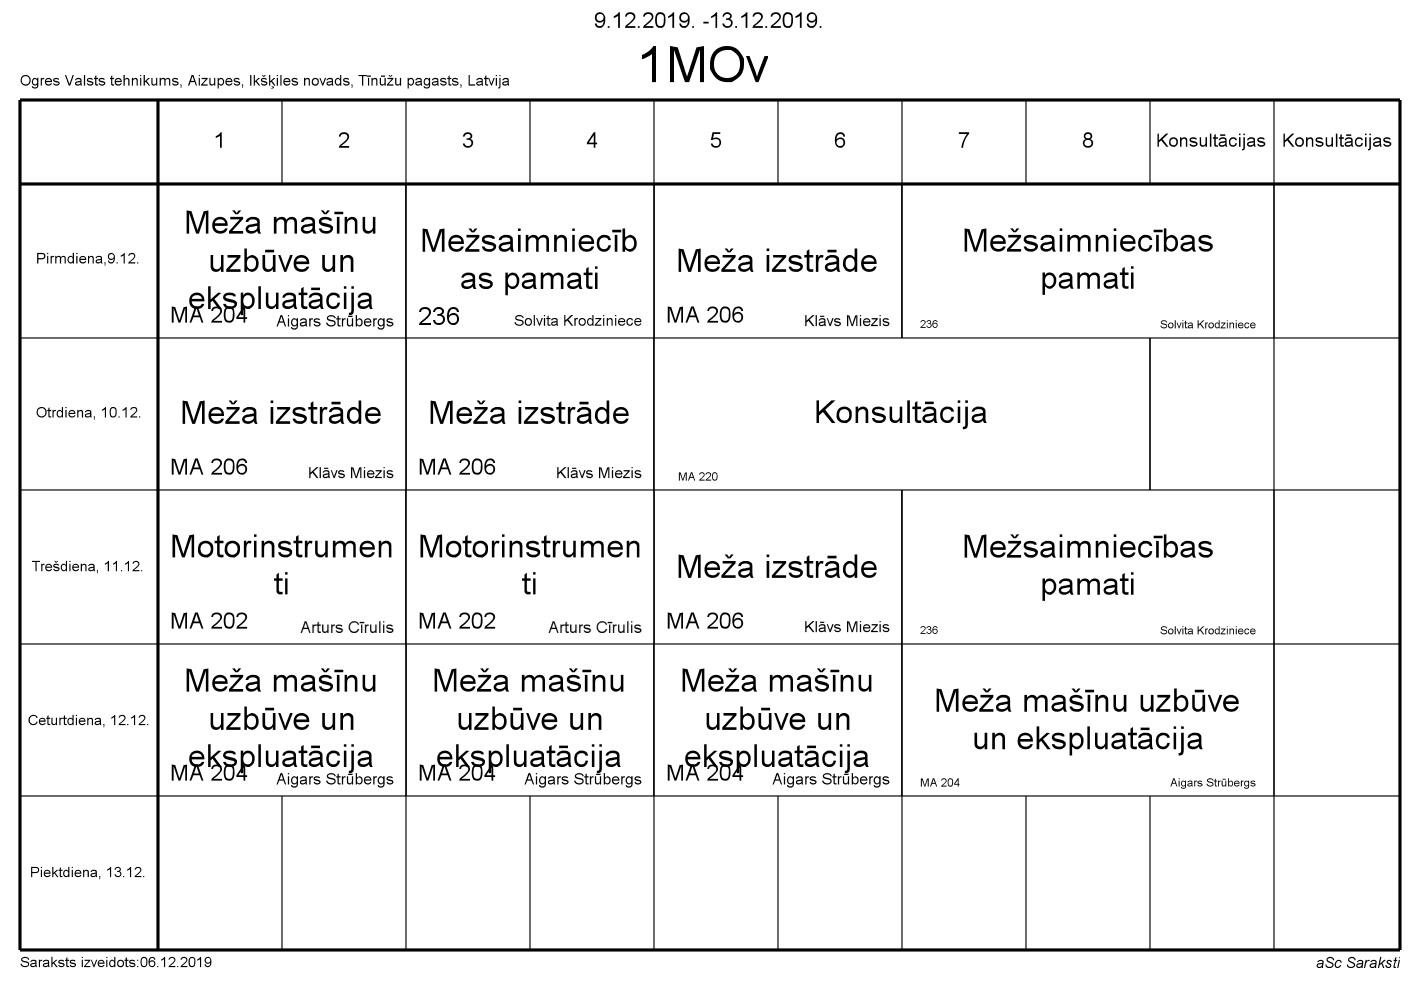 9.12.2019. -13.12.2019.
1MOv
Ogres Valsts tehnikums, Aizupes, Ikšķiles novads, Tīnūžu pagasts, Latvija
1 2 3 4 5 6 7 8 Konsultācijas Konsultācijas
Pirmdiena,9.12.
Meža mašīnu
uzbūve un
ekspluatācija
MA 204 Aigars Strūbergs
Mežsaimniecīb
as pamati
236 Solvita Krodziniece
Meža izstrāde
MA 206 Klāvs Miezis
Mežsaimniecības
pamati
236 Solvita Krodziniece
Otrdiena, 10.12.
Meža izstrāde
MA 206 Klāvs Miezis
Meža izstrāde
MA 206 Klāvs Miezis
Konsultācija
MA 220
Trešdiena, 11.12.
Motorinstrumen
ti
MA 202 Arturs Cīrulis
Motorinstrumen
ti
MA 202 Arturs Cīrulis
Meža izstrāde
MA 206 Klāvs Miezis
Mežsaimniecības
pamati
236 Solvita Krodziniece
Ceturtdiena, 12.12.
Meža mašīnu
uzbūve un
ekspluatācija
MA 204 Aigars Strūbergs
Meža mašīnu
uzbūve un
ekspluatācija
MA 204 Aigars Strūbergs
Meža mašīnu
uzbūve un
ekspluatācija
MA 204 Aigars Strūbergs
Meža mašīnu uzbūve
un ekspluatācija
MA 204 Aigars Strūbergs
Piektdiena, 13.12.
Saraksts izveidots:06.12.2019
aSc Saraksti